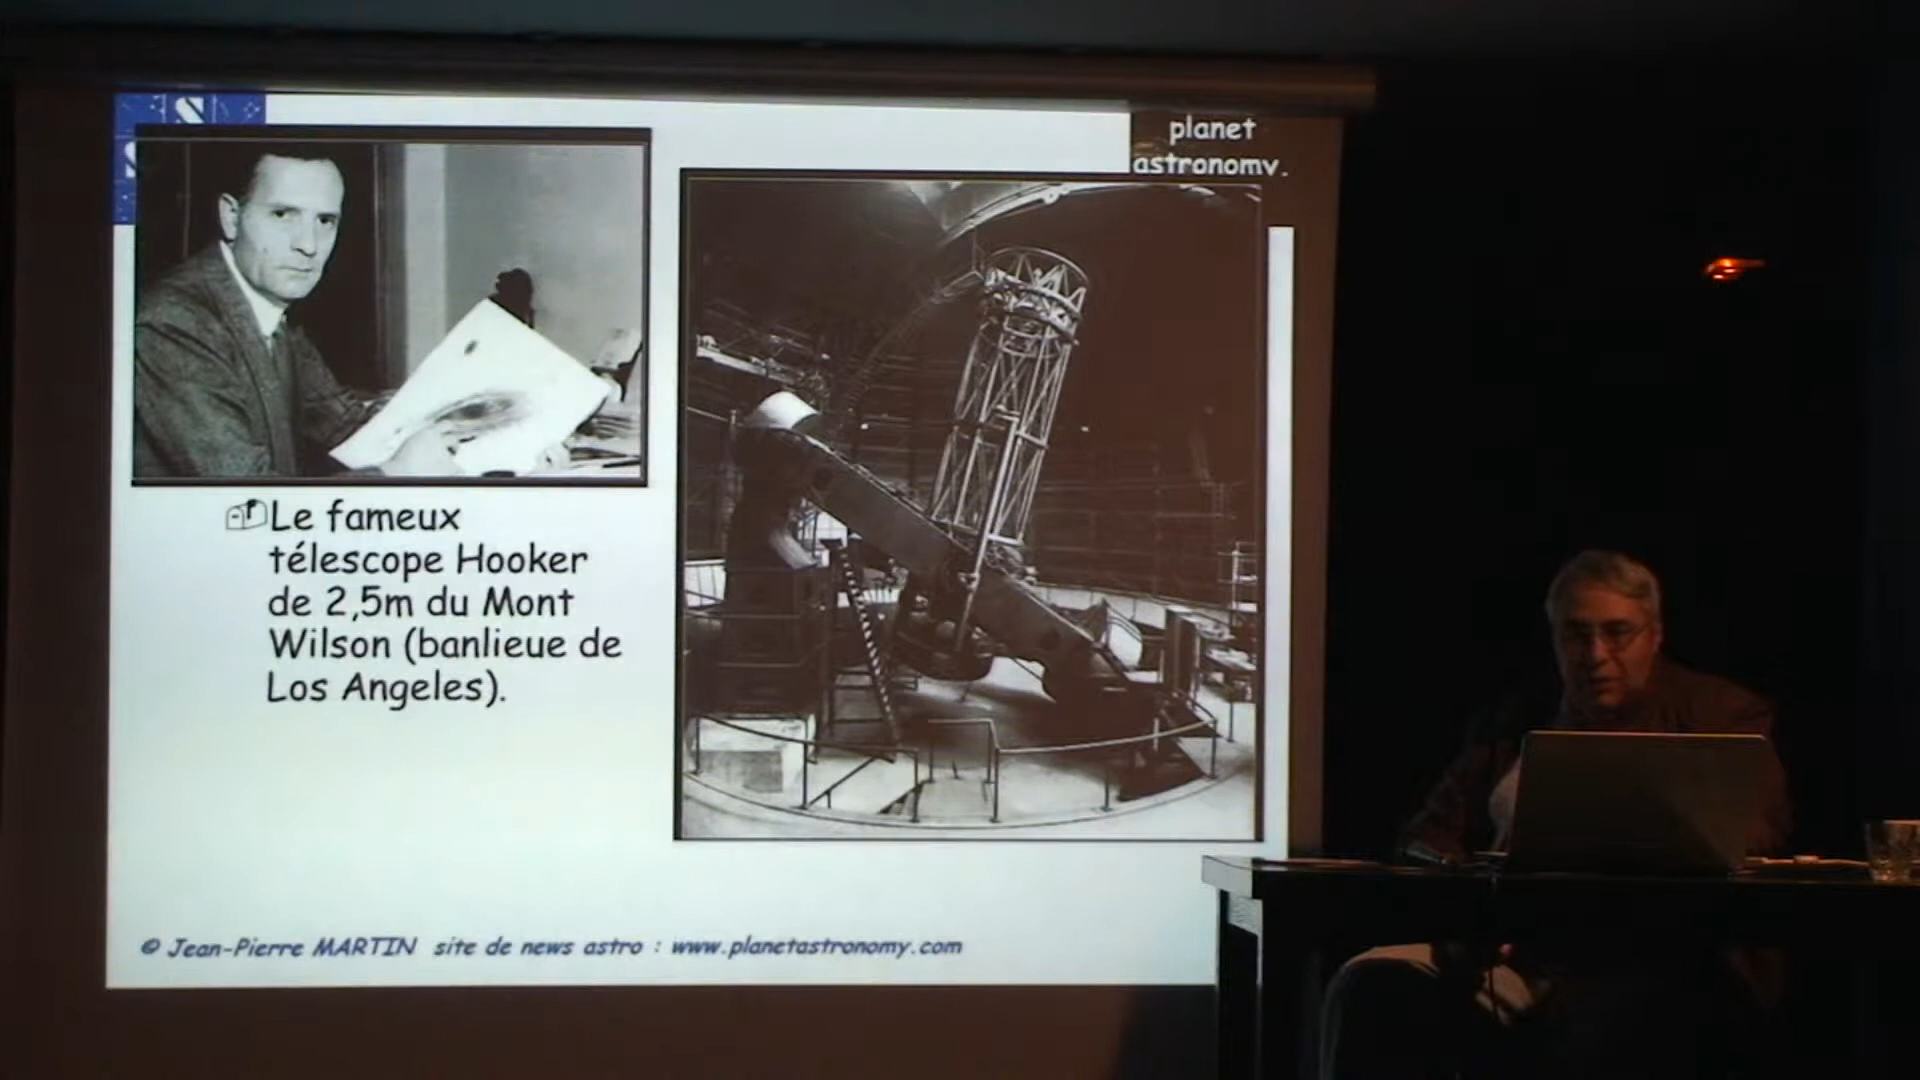 S
S
planet
astronomy.
Le fameux
télescope Hooker
de 2,5m du Mont
Wilson (banlieue de
Los Angeles).
© Jean-Pierre MARTIN site de news astro : www.planetastronomy.com